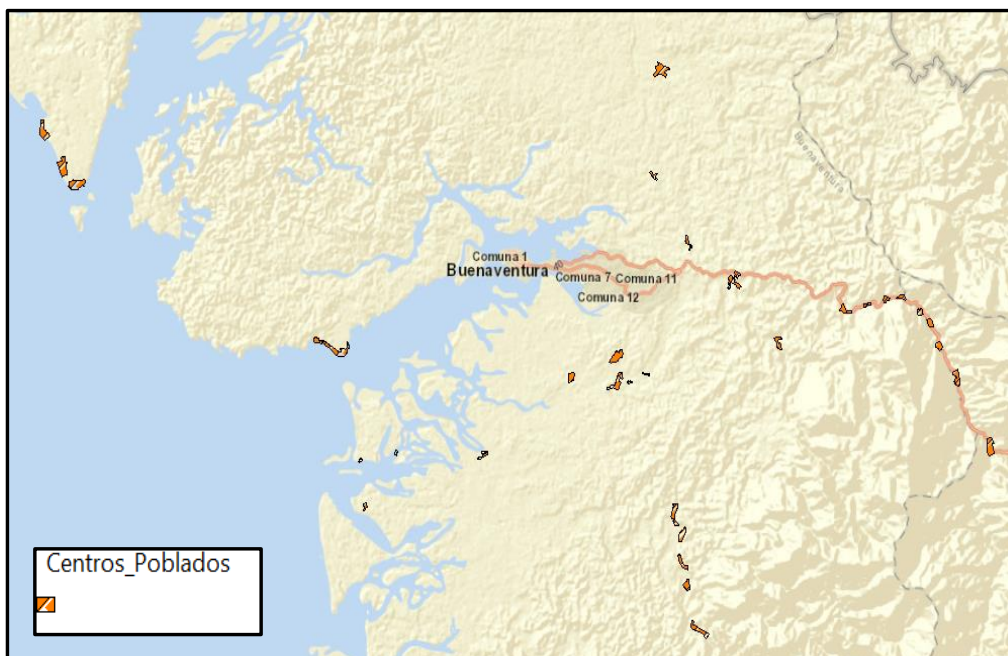 Buenaventura
Comuna 1
Buenaventura
Comuna 7
Comuna 11
Comuna 12
Centros_Poblados